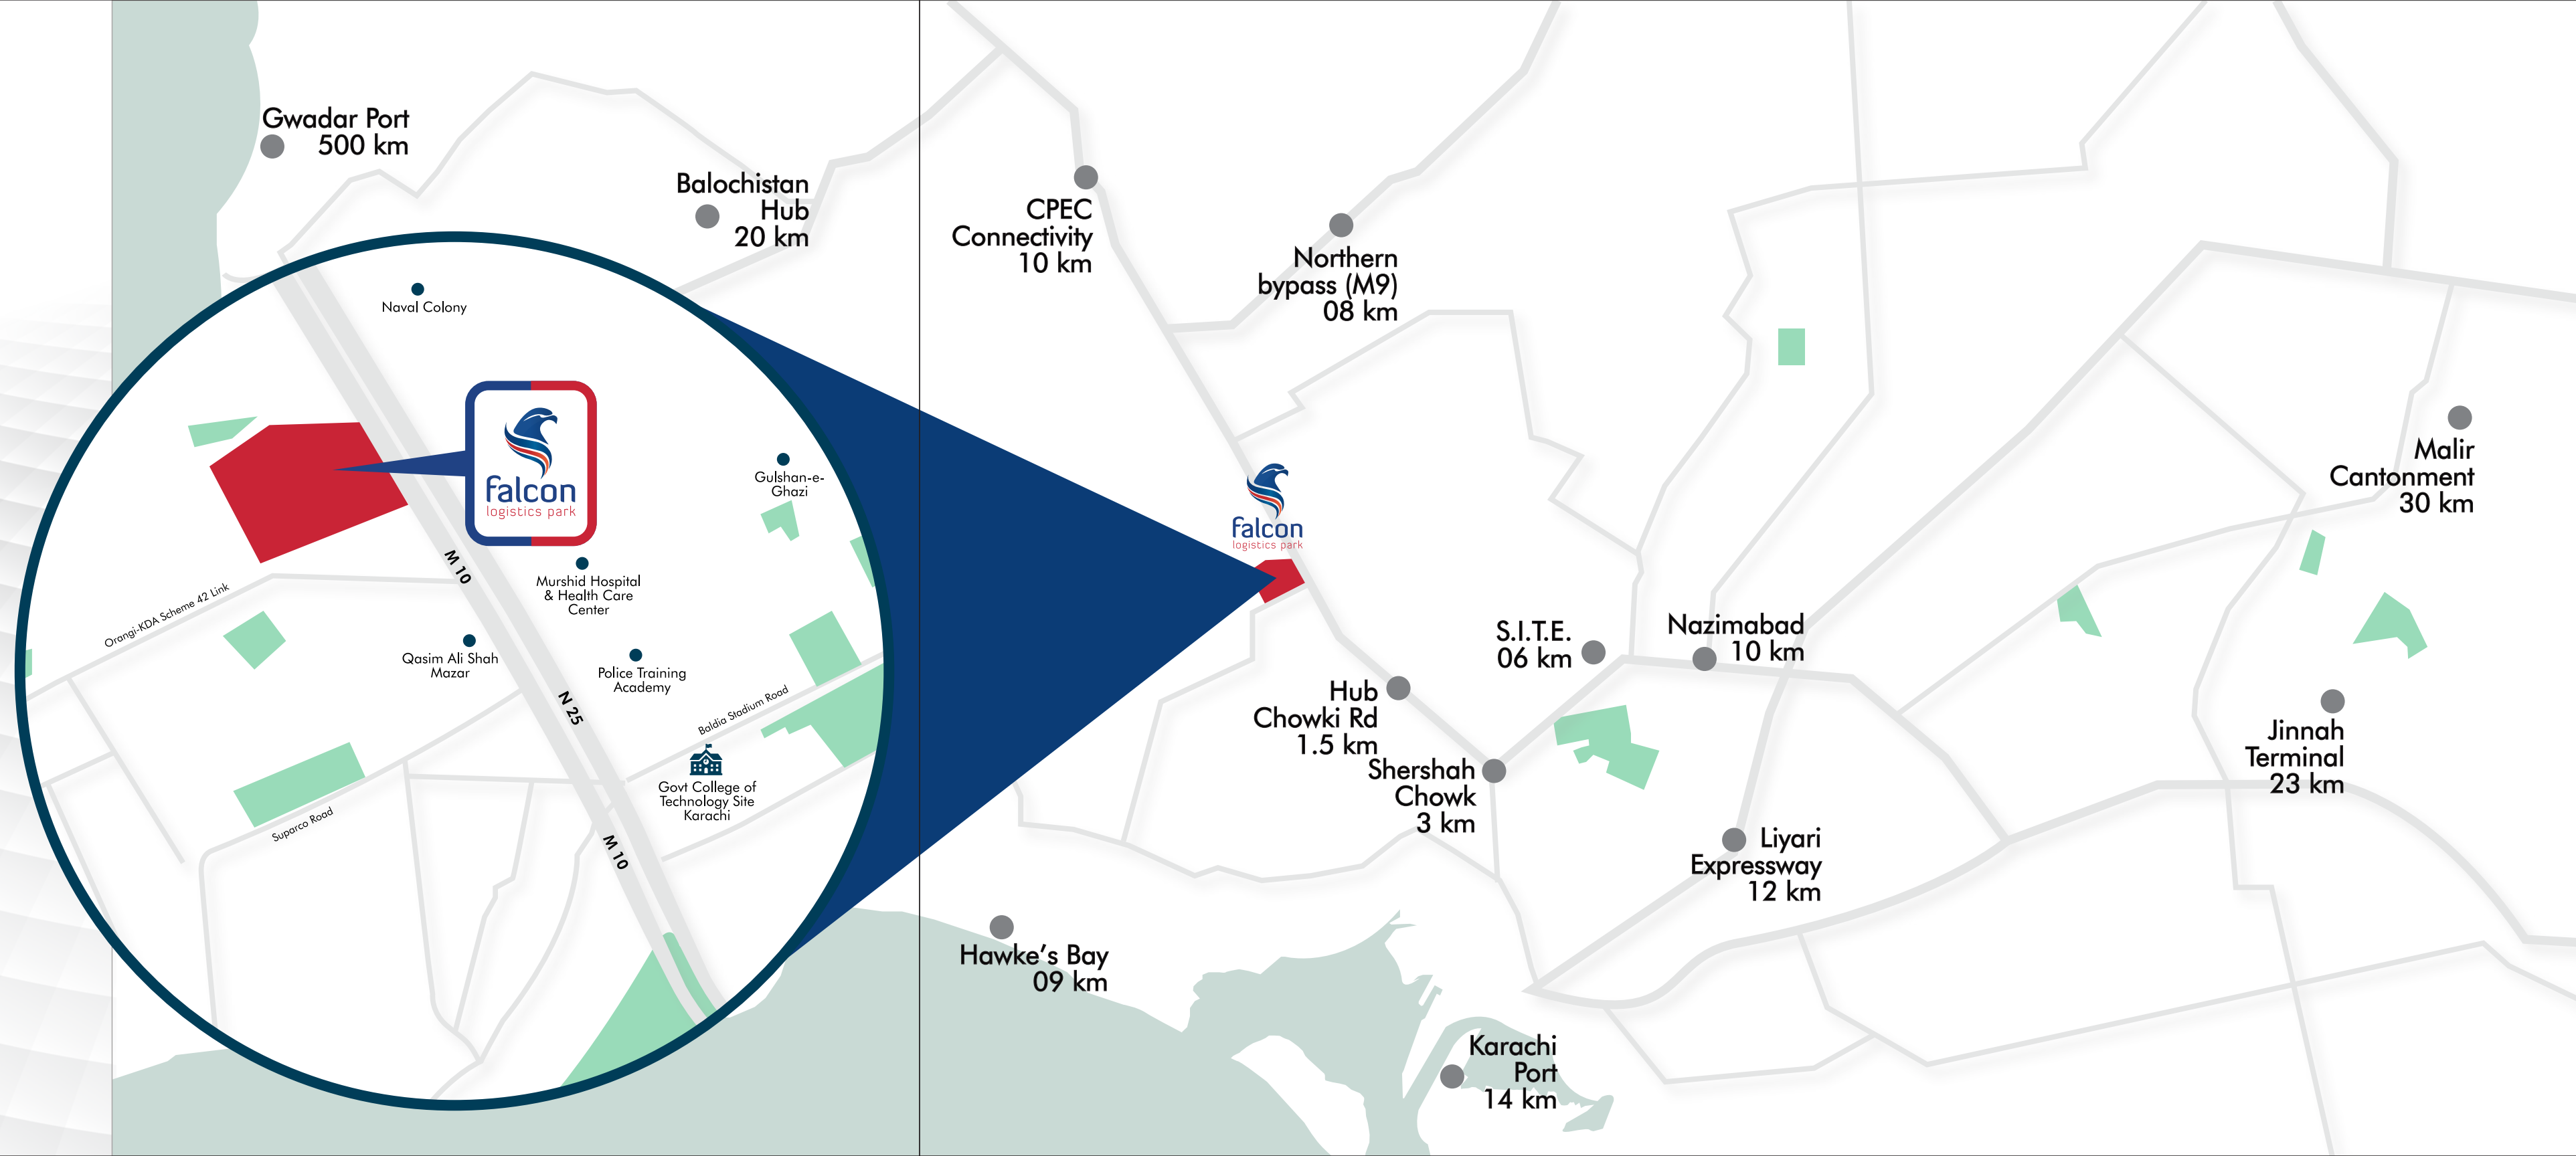 Gwadar Port
500 km
Balochistan
Hub
20 km
CPEC
Connectivity
10 km
Northern
bypass (M9)
08 km
Naval Colony
falcon
logistics park
Gulshan-e-
Ghazi
M 10
Murshid Hospital
& Health Care
Center
Orangi-KDA Scheme 42 Link
Qasim Ali Shah
Mazar
Police Training
Academy
N 25
Baldia Stadium Road
Govt College of
Technology Site
Karachi
Suparco Road
M 10
falcon
logistics park
Malir
Cantonment
30 km
S.I.T.E.
06 km
Nazimabad
10 km
Hub
Chowki Rd
1.5 km
Shershah
Chowk
3 km
Jinnah
Terminal
23 km
Liyari
Expressway
12 km
Hawke's Bay
09 km
Karachi
Port
14 km